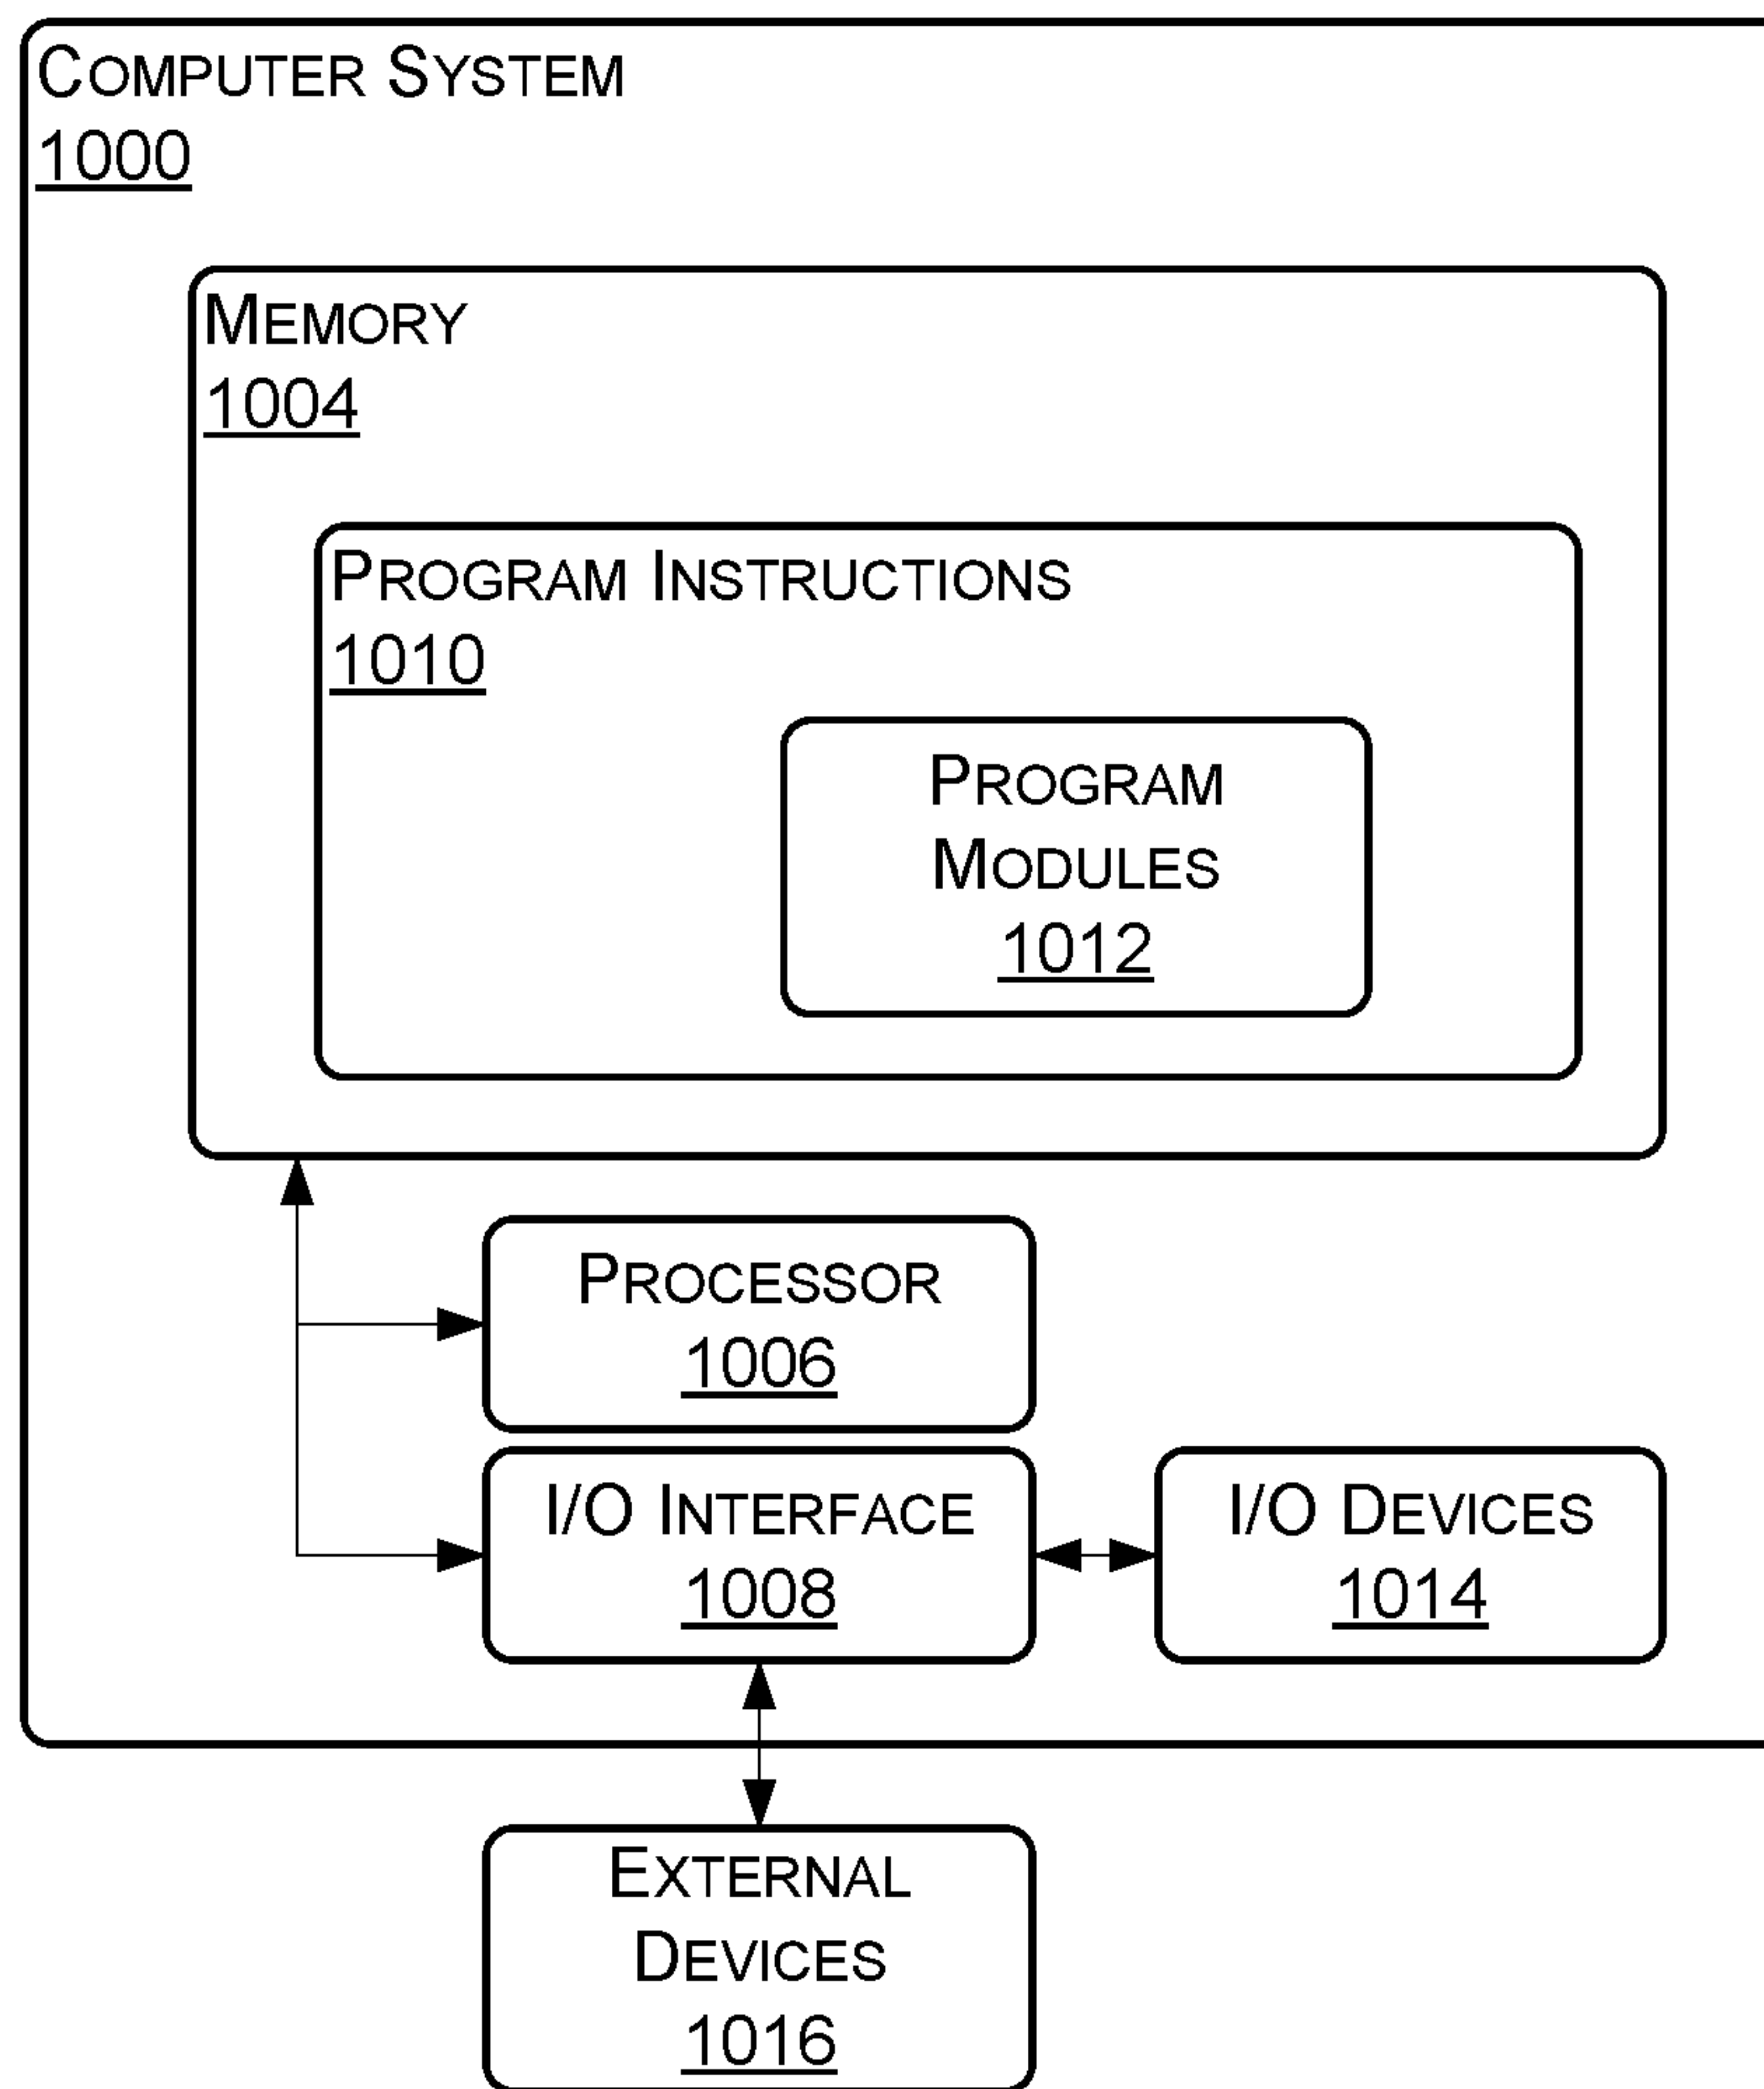 COMPUTER SYSTEM
1000
MEMORY
1004
PROGRAM INSTRUCTIONS
1010
PROGRAM
MODULES
1012
PROCESSOR
1006
I/O INTERFACE
1008
I/O DEVICES
1014
EXTERNAL
DEVICES
1016